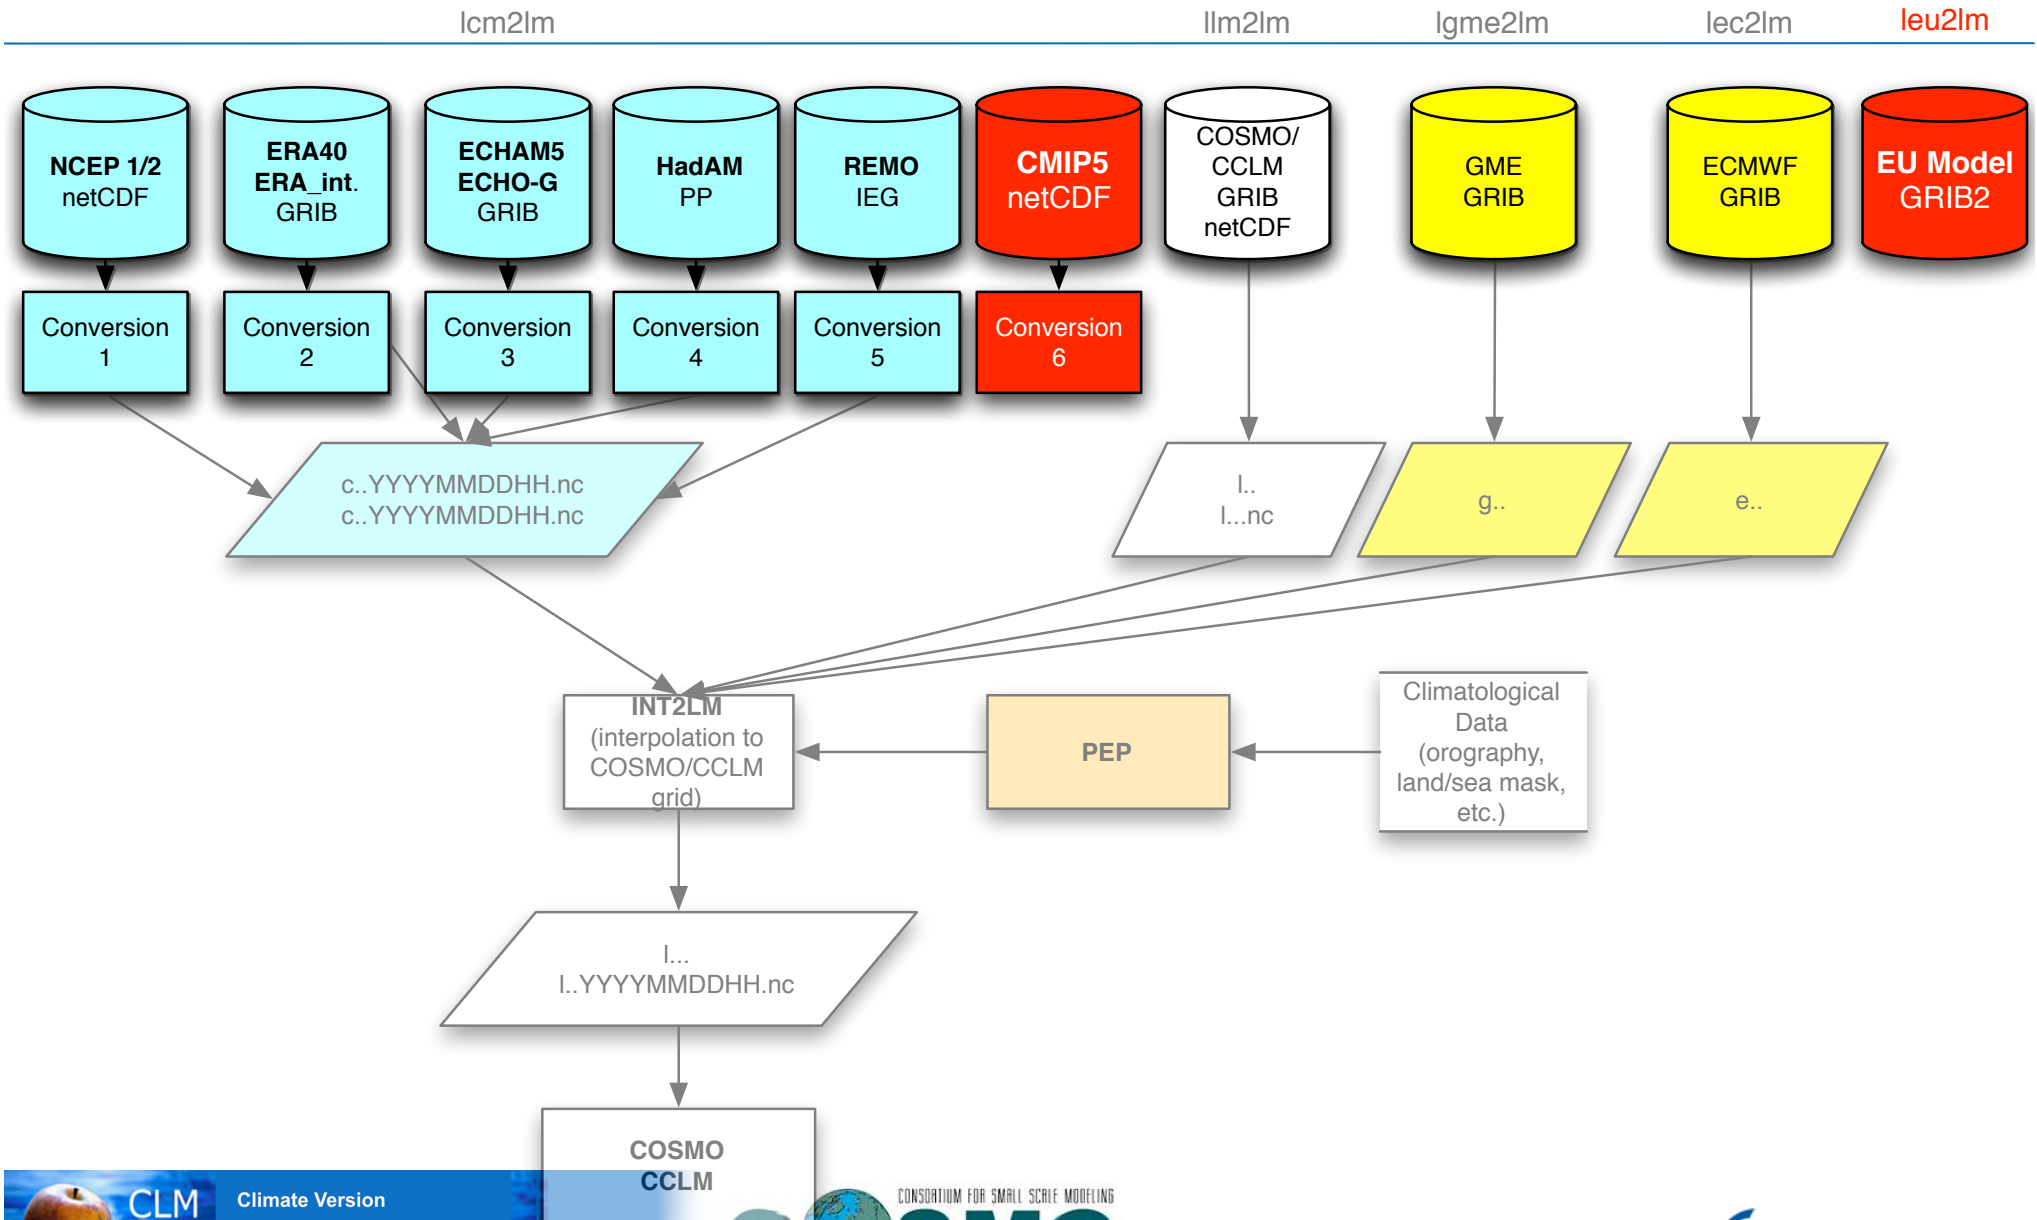 lcm2lm
llm2lm
lgme2lm
lec2lm
leu2lm
NCEP 1/2
netCDF
ERA40
ERA_int.
GRIB
ECHAM5
ECHO-G
GRIB
HadAM
PP
REMO
IEG
CMIP5
netCDF
COSMO/
CCLM
GRIB
netCDF
GME
GRIB
ECMWF
GRIB
EU Model
GRIB2
Conversion
1
Conversion
2
Conversion
3
Conversion
4
Conversion
5
Conversion
6
c..YYYYMMDDHH.nc
c..YYYYMMDDHH.nc
l..
l...nc
g..
e..
INT2LM
(interpolation to
COSMO/CCLM
grid)
PEP
Climatological
Data
(orography,
land/sea mask,
etc.)
l...
l..YYYYMMDDHH.nc
COSMO
CCLM
CLM
Climate Version
CONSORTIUM FOR SMALL SCALE MODELING
COSMO